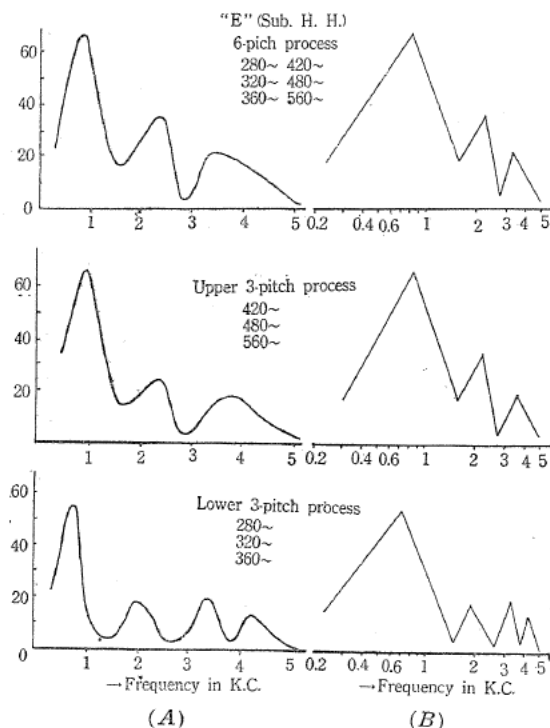 "E" (Sub. H. H.)
6-pich process
280~ 420~
320~ 480~
360~ 560~
60
40
20
0
1 2 3 4 5
0.2 0.4 0.6 1 2 3 4 5
Upper 3-pitch process
420~
480~
560~
60
40
20
1 2 3 4 5
0.2 0.4 0.6 1 2 3 4 5
Lower 3-pitch process
280~
320~
360~
60
40
20
0
1 2 3 4 5
0.2 0.4 0.6 1 2 3 4 5
→Frequency in K.C. →Frequency in K.C.
(A) (B)